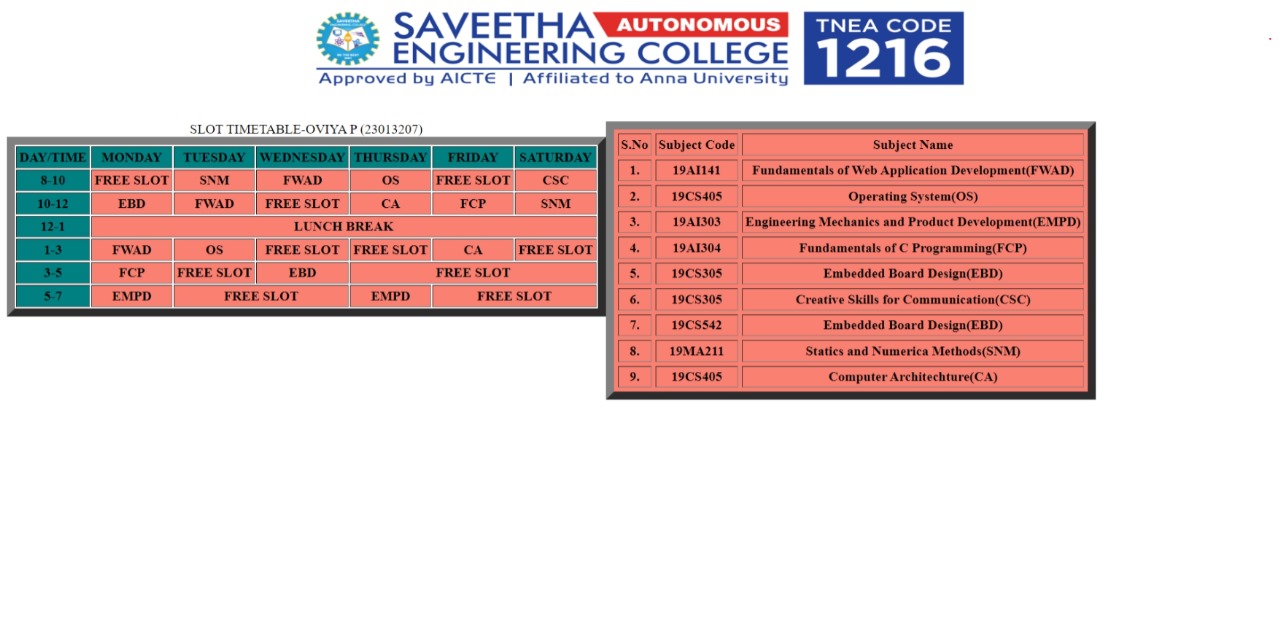 SAVEETHA AUTONOMOUS
ENGINEERING COLLEGE
Approved by AICTE | Affiliated to Anna University
TNEA CODE
1216
SLOT TIMETABLE-OVIYA P (23013207)
DAY/TIME MONDAY TUESDAY WEDNESDAY THURSDAY FRIDAY SATURDAY
8-10 FREE SLOT SNM FWAD OS FREE SLOT CSC
10-12 EBD FWAD FREE SLOT CA FCP SNM
12-1 LUNCH BREAK
1-3 FWAD OS FREE SLOT FREE SLOT CA FREE SLOT
3-5 FCP FREE SLOT EBD FREE SLOT
5-7 EMPD FREE SLOT EMPD FREE SLOT
S.No Subject Code Subject Name
1. 19AI141 Fundamentals of Web Application Development(FWAD)
2. 19CS405 Operating System(OS)
3. 19AI303 Engineering Mechanics and Product Development(EMPD)
4. 19AI304 Fundamentals of C Programming(FCP)
5. 19CS305 Embedded Board Design(EBD)
6. 19CS305 Creative Skills for Communication(CSC)
7. 19CS542 Embedded Board Design(EBD)
8. 19MA211 Statics and Numerica Methods(SNM)
9. 19CS405 Computer Architechture(CA)